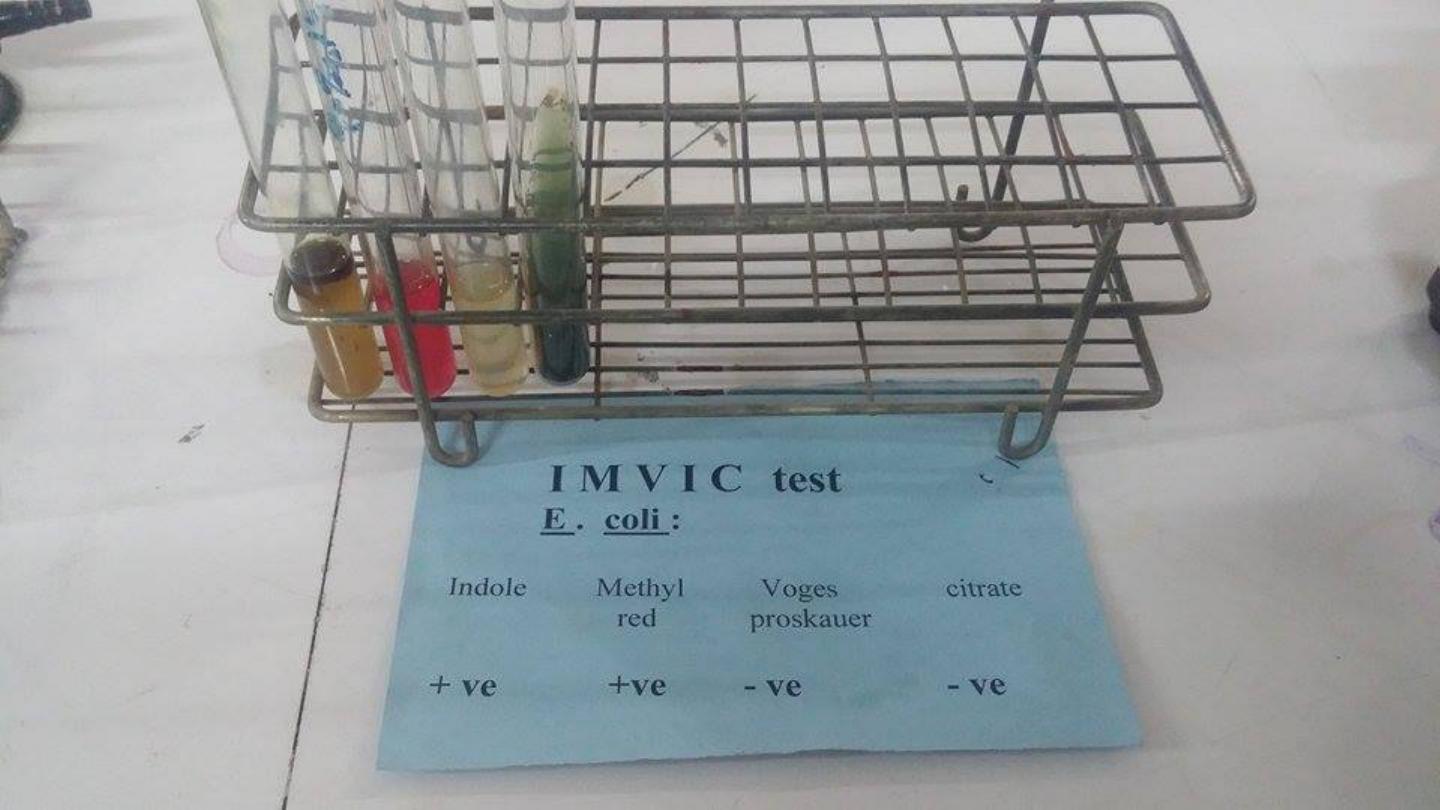 IMVIC test
E. coli:
Indole Methyl red Voges proskauer citrate
+ ve +ve - ve - ve